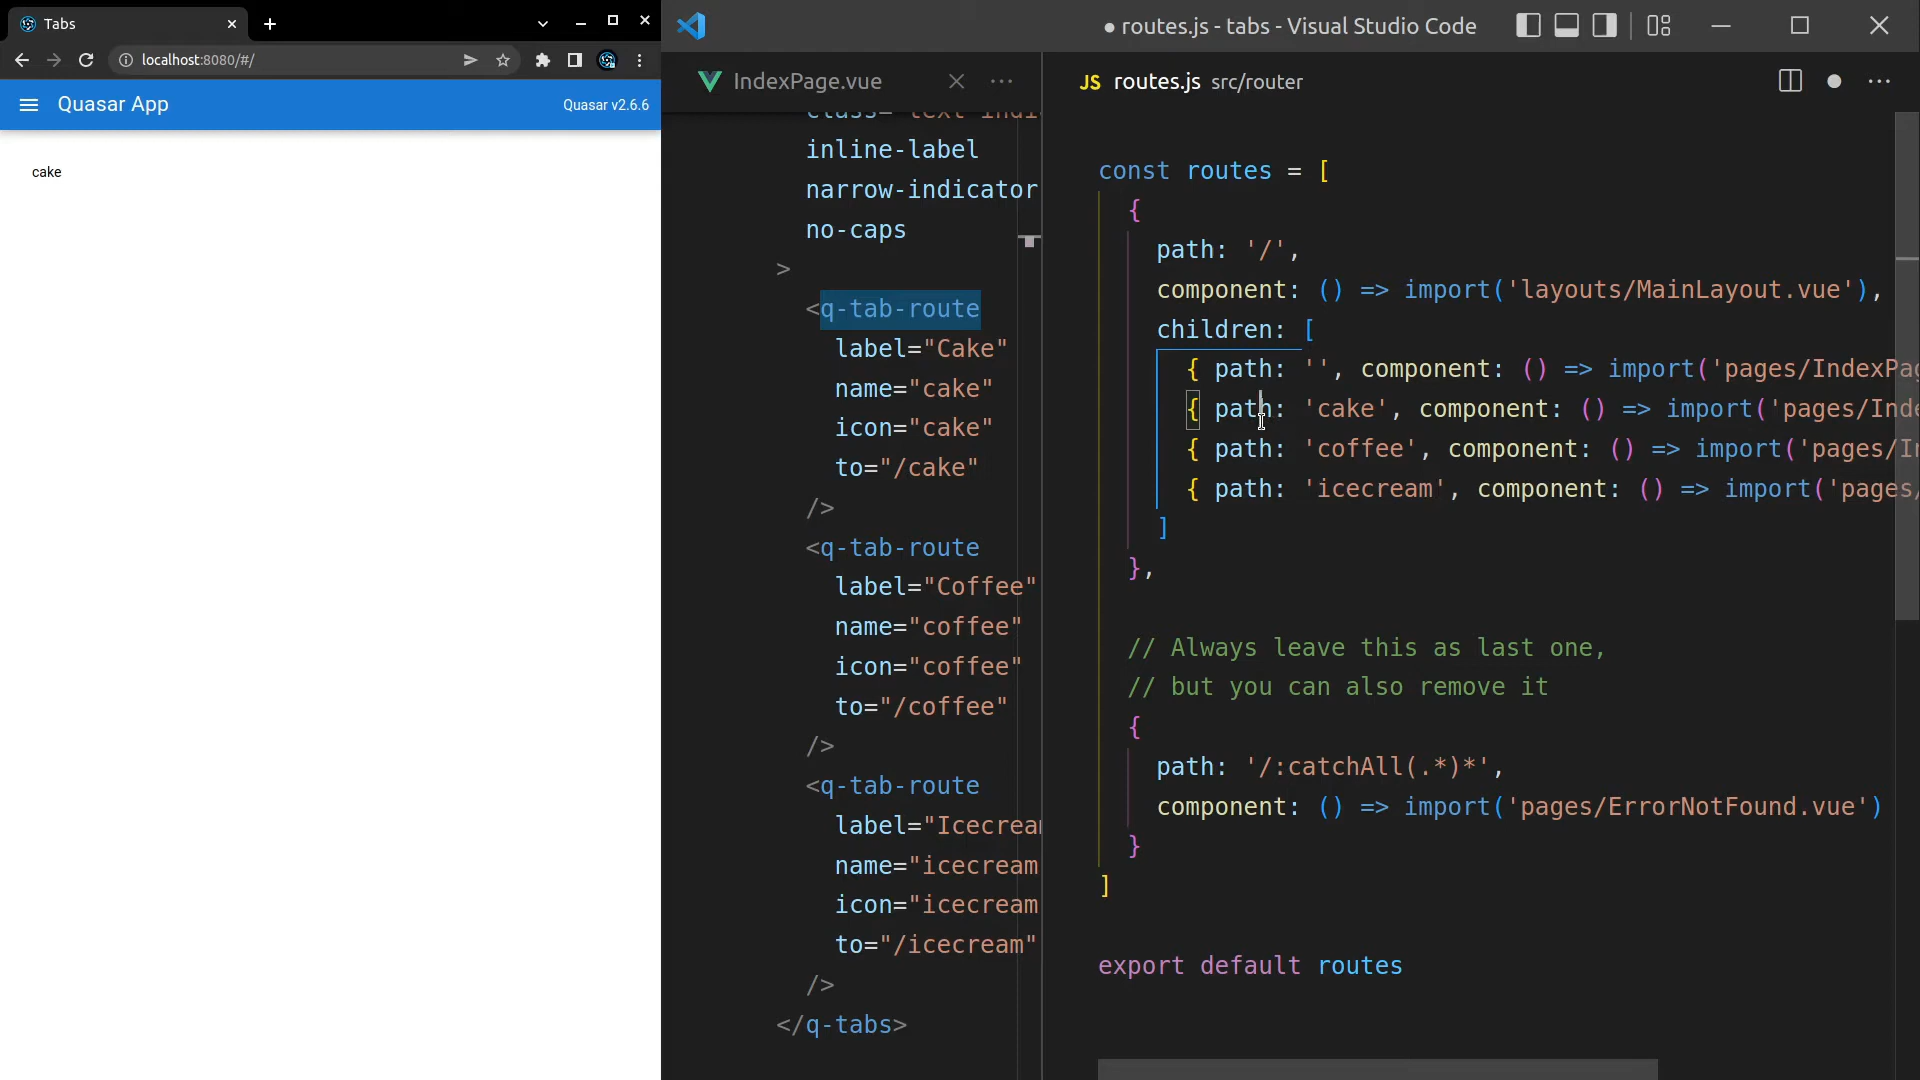 Tabs
localhost:8080/#/
Quasar App
Quasar v2.6.6
cake
routes.js - tabs - Visual Studio Code
IndexPage.vue
inline-label
narrow-indicator
no-caps
>
<q-tab-route
label="Cake"
name="cake"
icon="cake"
to="/cake"
/>
<q-tab-route
label="Coffee"
name="coffee"
icon="coffee"
to="/coffee"
/>
<q-tab-route
label="Icecream
name="icecream
icon="icecream
to="/icecream"
/>
</q-tabs>
JS routes.js src/router
const routes = [
{
path: '/',
component: () => import('layouts/MainLayout.vue'),
children: [
{ path: '', component: () => import('pages/IndexPag
{ path: 'cake', component: () => import('pages/Inde
{ path: 'coffee', component: () => import('pages/In
{ path: 'icecream', component: () => import('pages/
]
},
// Always leave this as last one,
// but you can also remove it
{
path: '/:catchAll(.*)*',
component: () => import('pages/ErrorNotFound.vue')
}
]
export default routes